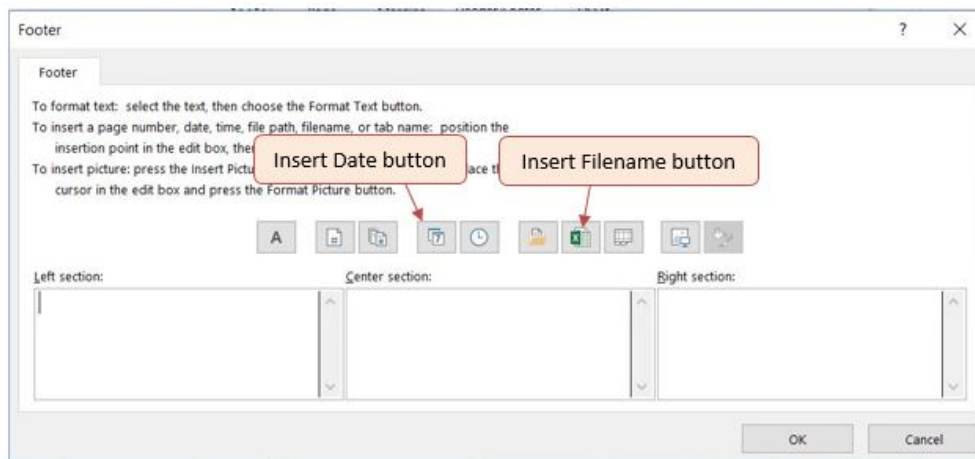 Footer
?
Footer
To format text: select the text, then choose the Format Text button.
To insert a page number, date, time, file path, filename, or tab name: position the
insertion point in the edit box,
Insert Date button
Insert Filename button
To insert picture: press the Insert
cursor in the edit box and press the Format Picture button.
A
Left section:
Center section:
Right section:
OK
Cancel